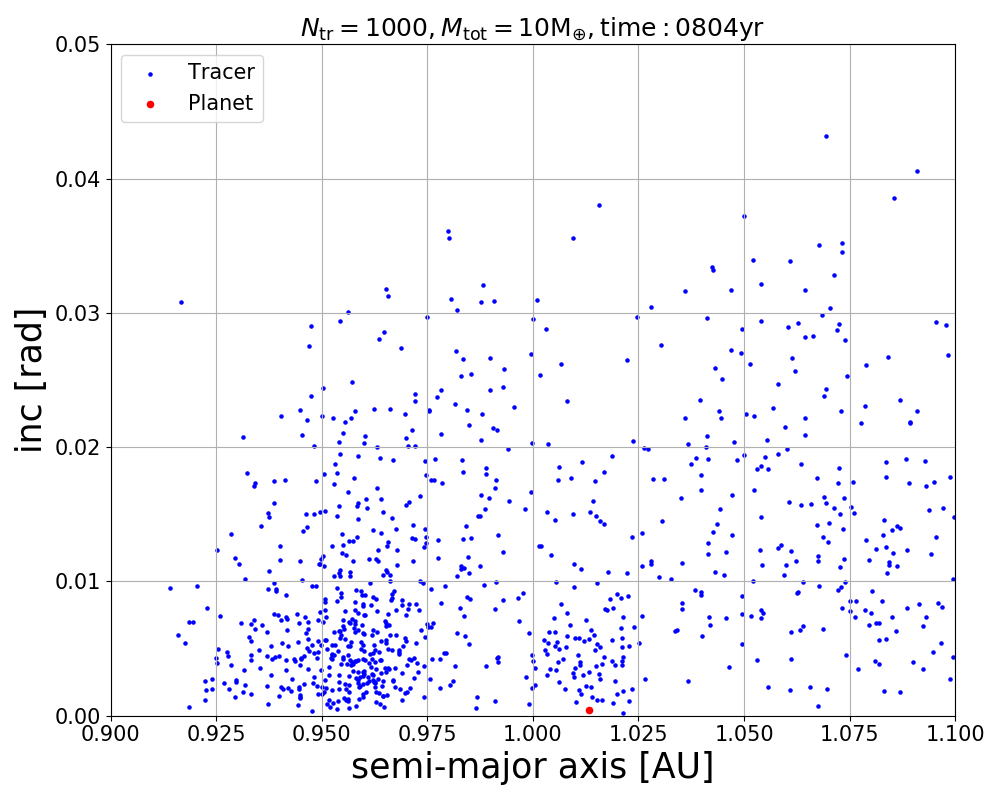 N_tr = 1000, M_tot = 10M_⊕, time : 0804yr
Tracer
Planet
inc [rad]
0.05
0.04
0.03
0.02
0.01
0.00
0.900 0.925 0.950 0.975 1.000 1.025 1.050 1.075 1.100
semi-major axis [AU]